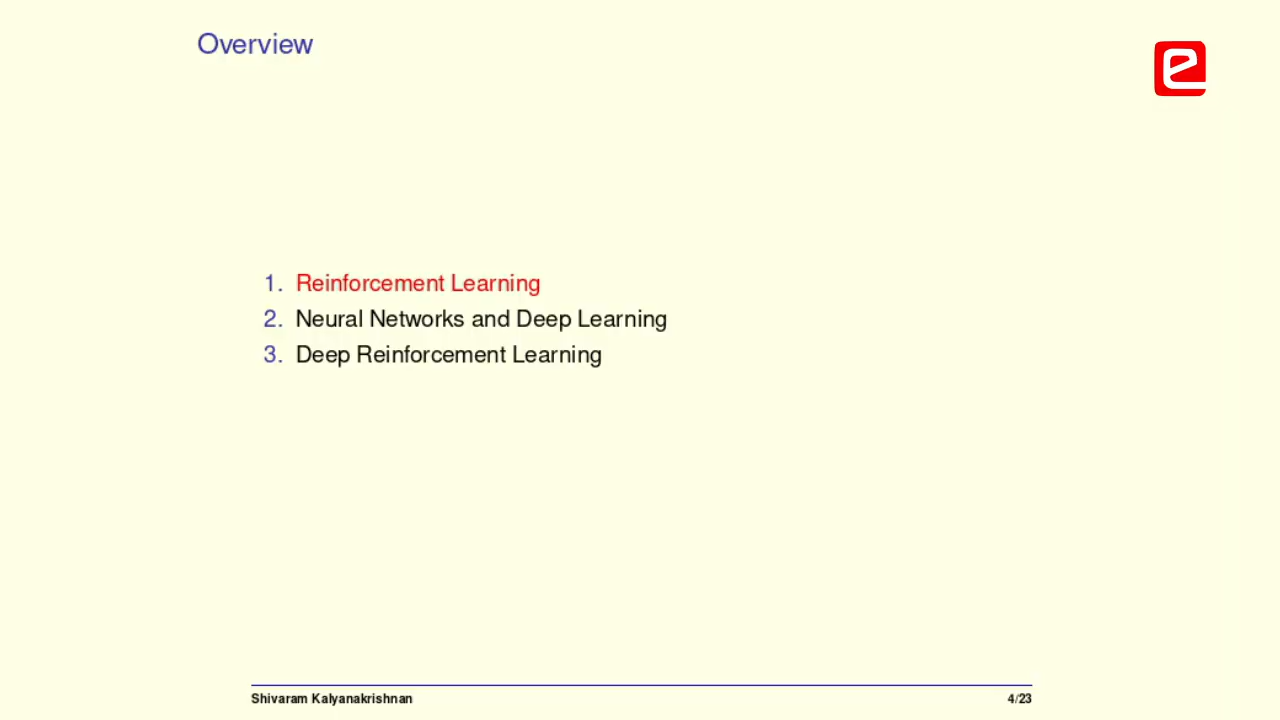 Overview
1. Reinforcement Learning
2. Neural Networks and Deep Learning
3. Deep Reinforcement Learning
Shivaram Kalyanakrishnan 4/23